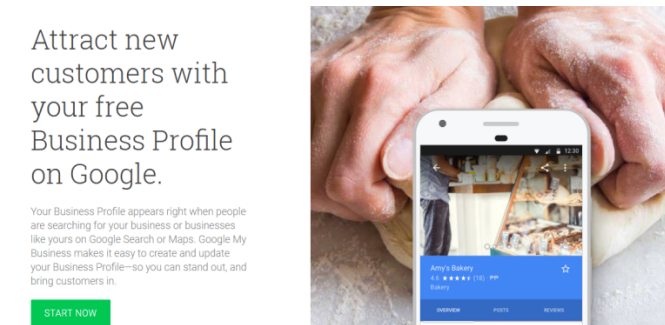 Attract new
customers with
your free
Business Profile
on Google.
Your Business Profile appears right when people
are searching for your business or businesses
like yours on Google Search or Maps. Google My
Business makes it easy to create and update
your Business Profile—so you can stand out, and
bring customers in.
START NOW
12:30
Amy's Bakery
4.6 ★★★★★ (18) ·
Bakery
OVERVIEW POSTS REVIEWS